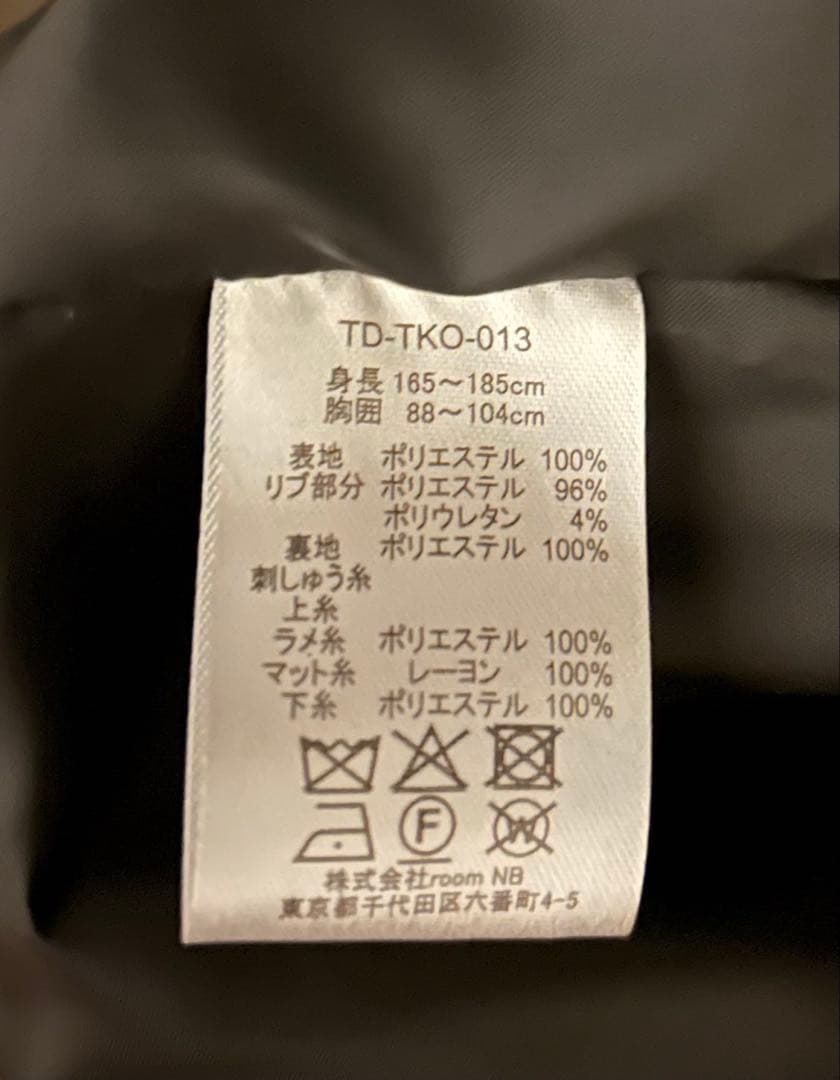 TD-TKO-013
身長 165～185cm
胸囲 88～104cm
表地 ポリエステル 100%
リブ部分 ポリエステル 96%
ポリウレタン 4%
裏地 ポリエステル 100%
刺しゅう糸
上糸
ラメ糸 ポリエステル 100%
マット糸 レーヨン 100%
下糸 ポリエステル 100%
F W
株式会社room NB
東京都千代田区六番町4-5